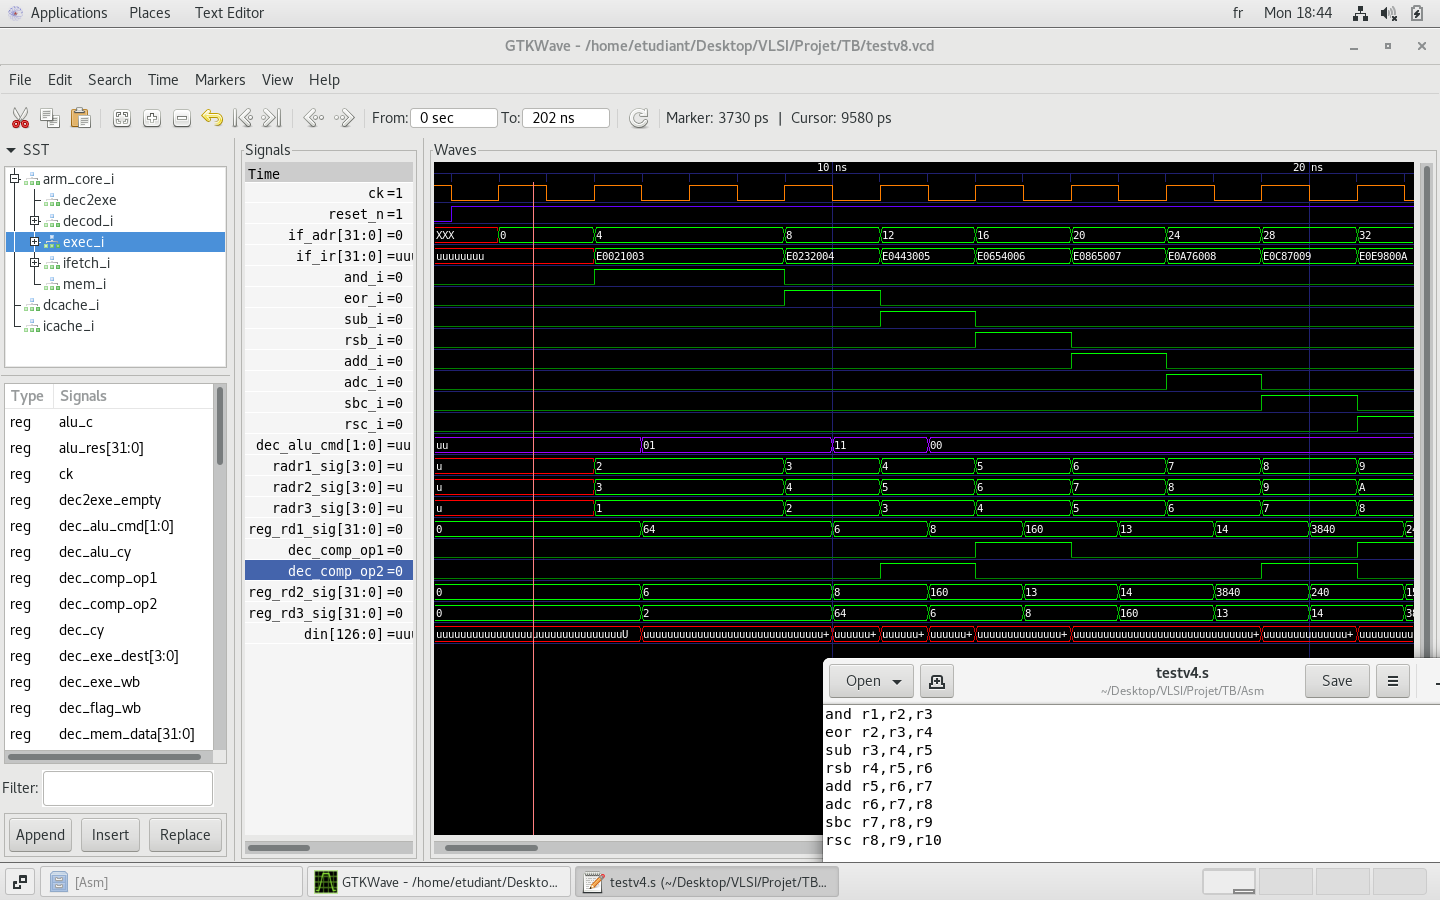 Applications Places Text Editor fr Mon 18:44
GTKWave - /home/etudiant/Desktop/VLSI/Projet/TB/testv8.vcd
File Edit Search Time Markers View Help
From: 0 sec To: 202 ns Marker: 3730 ps | Cursor: 9580 ps
SST
arm_core_i
dec2exe
decod_i
exec_i
ifetch_i
mem_i
dcache_i
icache_i
Type Signals
reg alu_c
reg alu_res[31:0]
reg ck
reg dec2exe_empty
reg dec_alu_cmd[1:0]
reg dec_alu_cy
reg dec_comp_op1
reg dec_comp_op2
reg dec_cy
reg dec_exe_dest[3:0]
reg dec_exe_wb
reg dec_flag_wb
reg dec_mem_data[31:0]
Filter:
Append Insert Replace
Signals
Time
ck =1
reset_n =1
if_adr[31:0] =0
if_ir[31:0] =uuu
and_i =0
eor_i =0
sub_i =0
rsb_i =0
add_i =0
adc_i =0
sbc_i =0
rsc_i =0
dec_alu_cmd[1:0] =uu
radr1_sig[3:0] =u
radr2_sig[3:0] =u
radr3_sig[3:0] =u
reg_rd1_sig[31:0] =0
dec_comp_op1 =0
dec_comp_op2 =0
reg_rd2_sig[31:0] =0
reg_rd3_sig[31:0] =0
din[126:0] =uuu
Waves
10 ns 20 ns
XXX 0 4 8 12 16 20 24 28 32
uuuuuuuu E0021003 E0232004 E0443005 E0654006 E0865007 E0A76008 E0C87009 E0E9800A
uu 01 11 00
u 2 3 4 5 6 7 8 9
u 3 4 5 6 7 8 9 A
u 1 2 3 4 5 6 7 8
0 64 6 8 160 13 14 3840 24
0 6 8 160 13 14 3840 240
0 2 64 6 8 160 13 14
testv4.s
~/Desktop/VLSI/Projet/TB/Asm
Open Save
and r1,r2,r3
eor r2,r3,r4
sub r3,r4,r5
rsb r4,r5,r6
add r5,r6,r7
adc r6,r7,r8
sbc r7,r8,r9
rsc r8,r9,r10
[Asm] GTKWave - /home/etudiant/Deskto... testv4.s (~/Desktop/VLSI/Projet/TB...